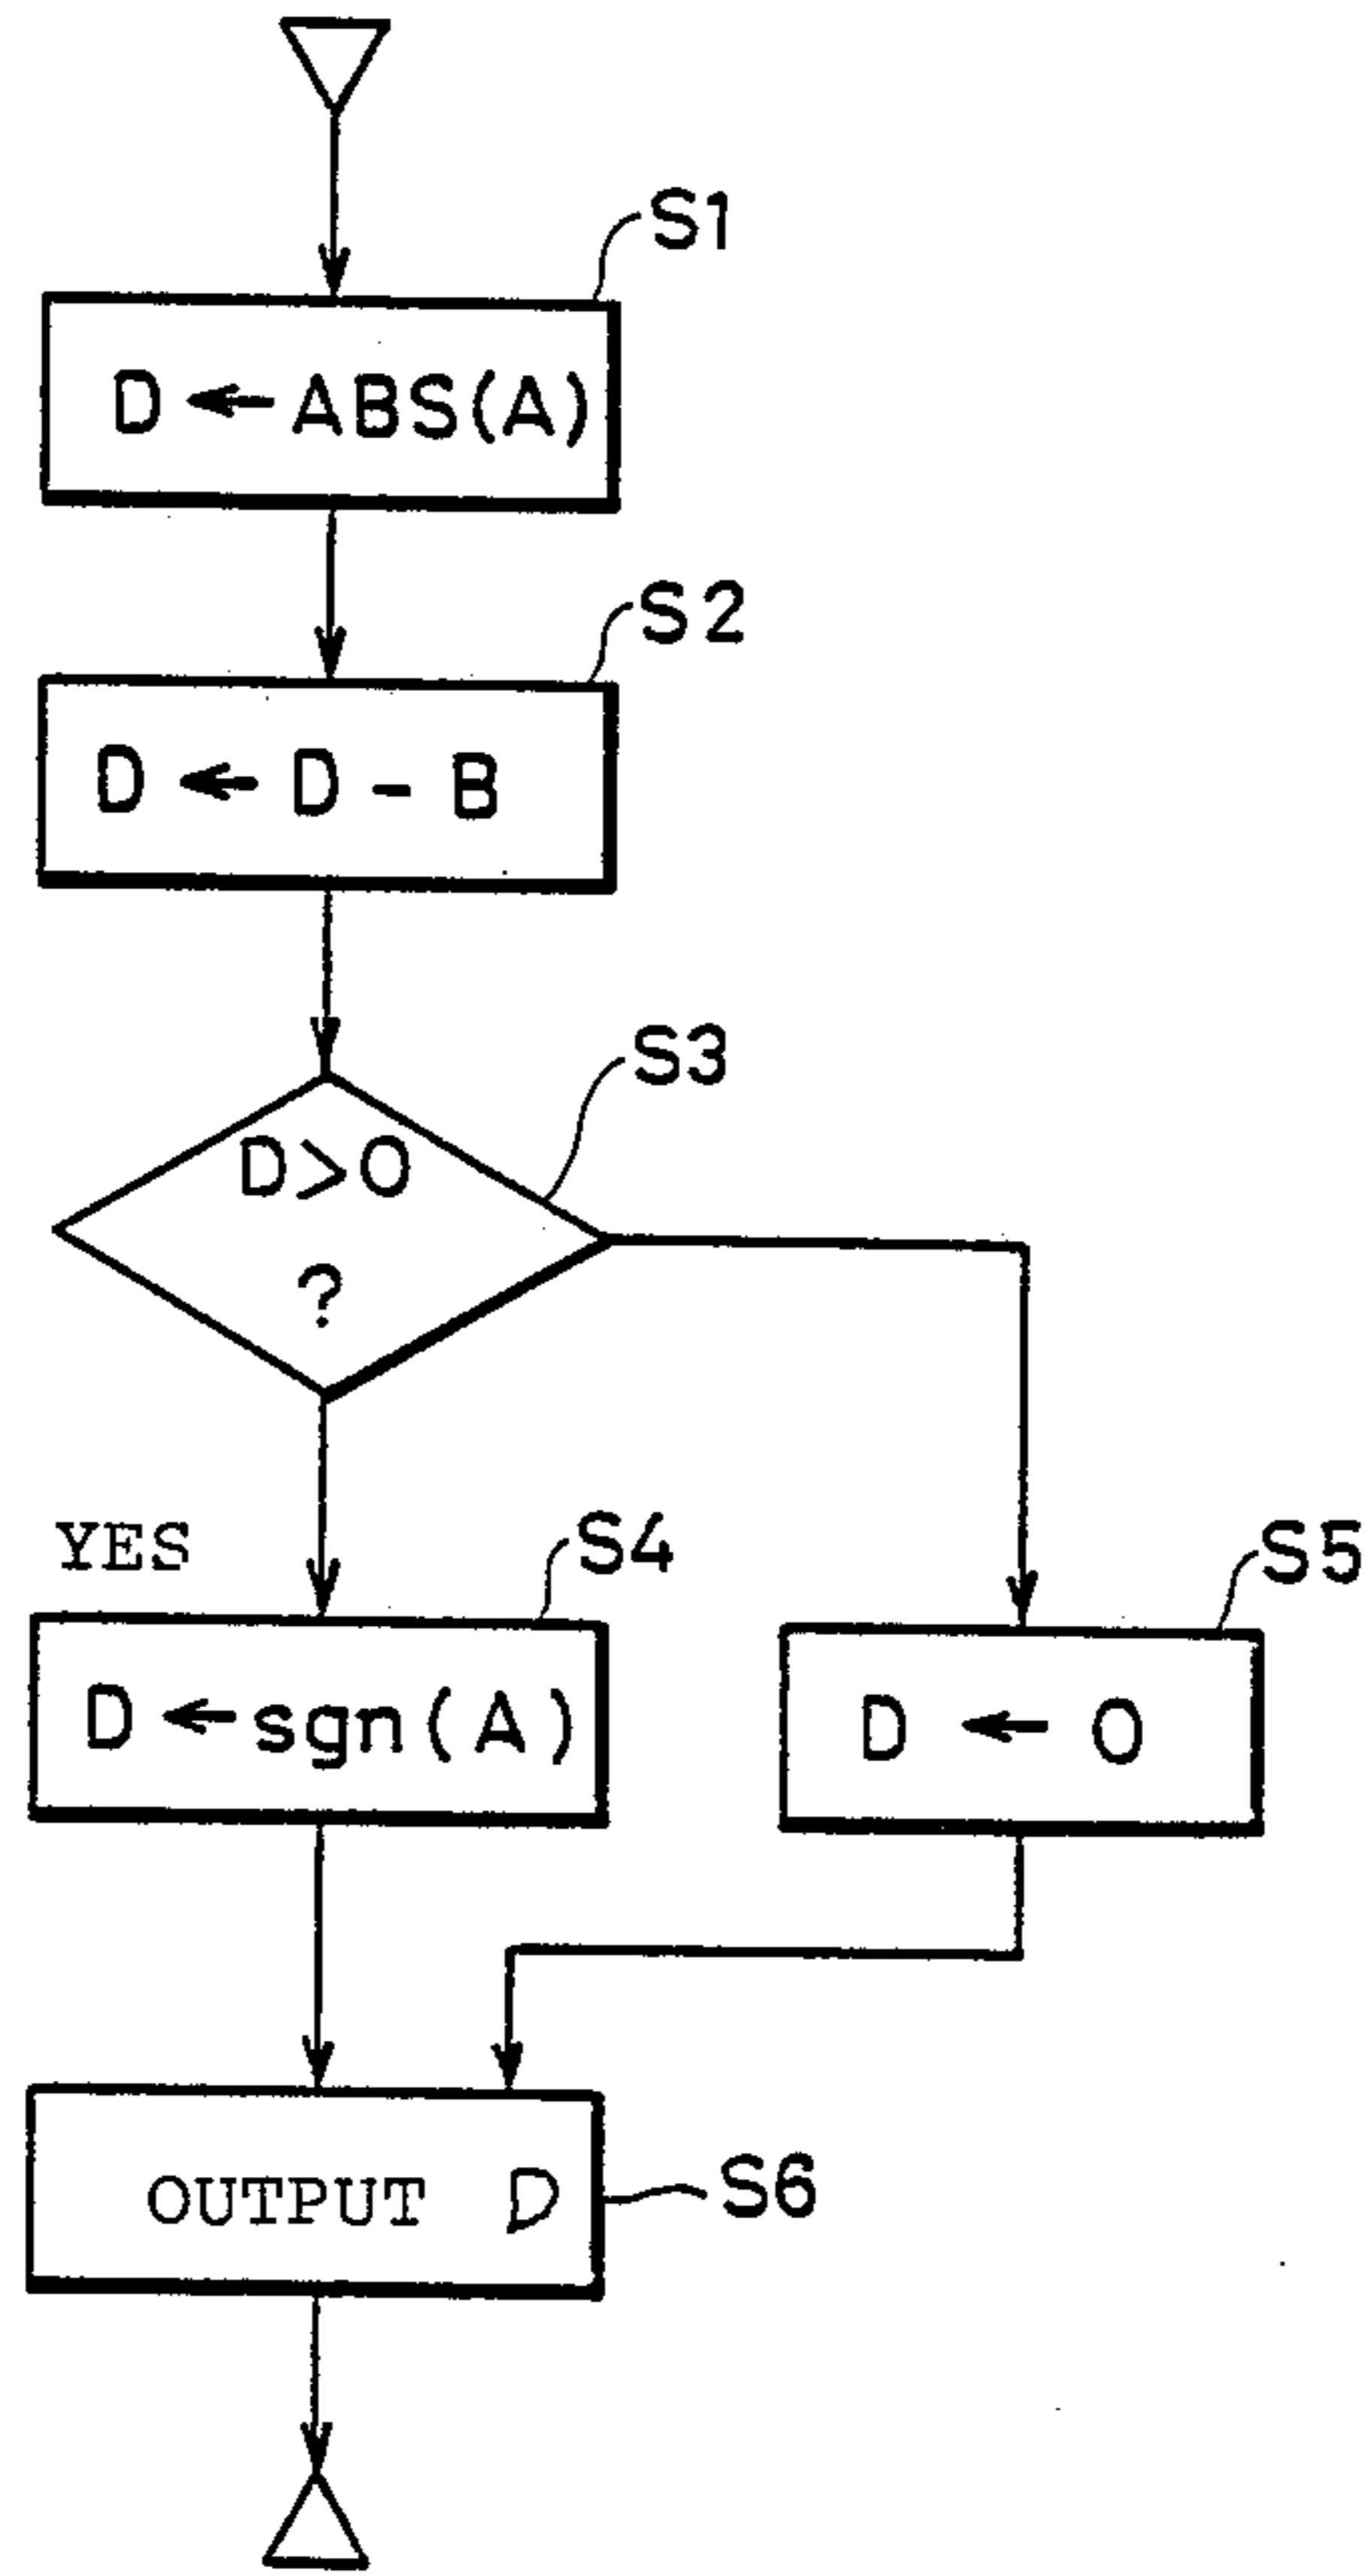 S1
D ← ABS(A)
S2
D ← D - B
S3
D>0
?
YES
S4
S5
D ← sgn(A)
D ← 0
OUTPUT D
S6